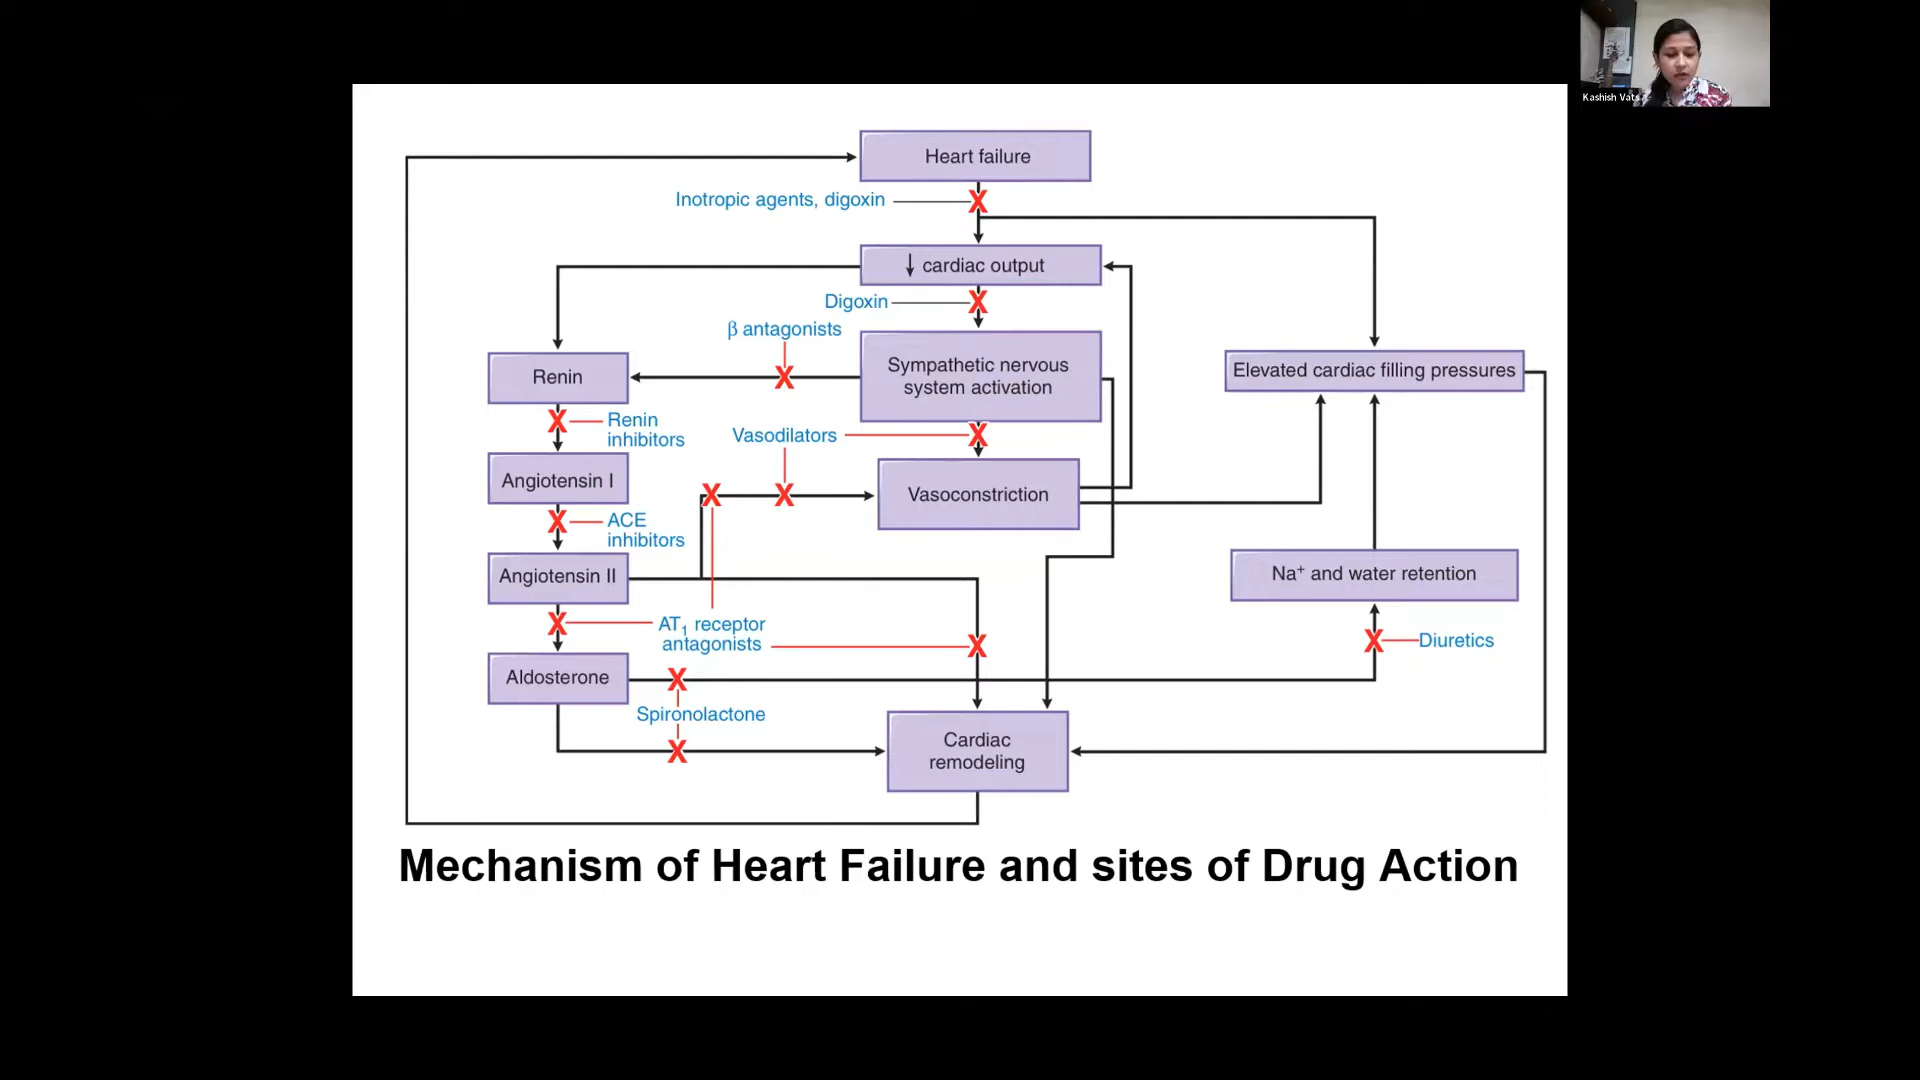 Kashish Vats
Heart failure
Inotropic agents, digoxin
↓ cardiac output
Digoxin
β antagonists
Sympathetic nervous
system activation
Renin
Elevated cardiac filling pressures
Renin
inhibitors
Vasodilators
Angiotensin I
Vasoconstriction
ACE
inhibitors
Angiotensin II
Na⁺ and water retention
AT₁ receptor
antagonists
Diuretics
Aldosterone
Spironolactone
Cardiac
remodeling
Mechanism of Heart Failure and sites of Drug Action